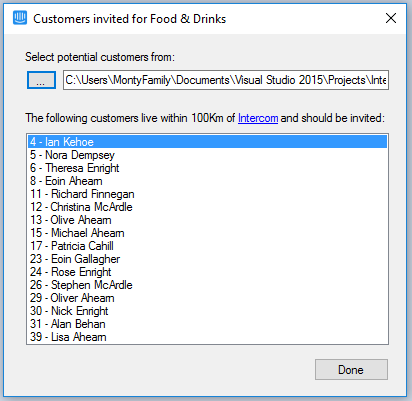 Customers invited for Food & Drinks
Select potential customers from:
... C:\Users\MontyFamily\Documents\Visual Studio 2015\Projects\Inte
The following customers live within 100Km of Intercom and should be invited:
4 - Ian Kehoe
5 - Nora Dempsey
6 - Theresa Enright
8 - Eoin Ahearn
11 - Richard Finnegan
12 - Christina McArdle
13 - Olive Ahearn
15 - Michael Ahearn
17 - Patricia Cahill
23 - Eoin Gallagher
24 - Rose Enright
26 - Stephen McArdle
29 - Oliver Ahearn
30 - Nick Enright
31 - Alan Behan
39 - Lisa Ahearn
Done